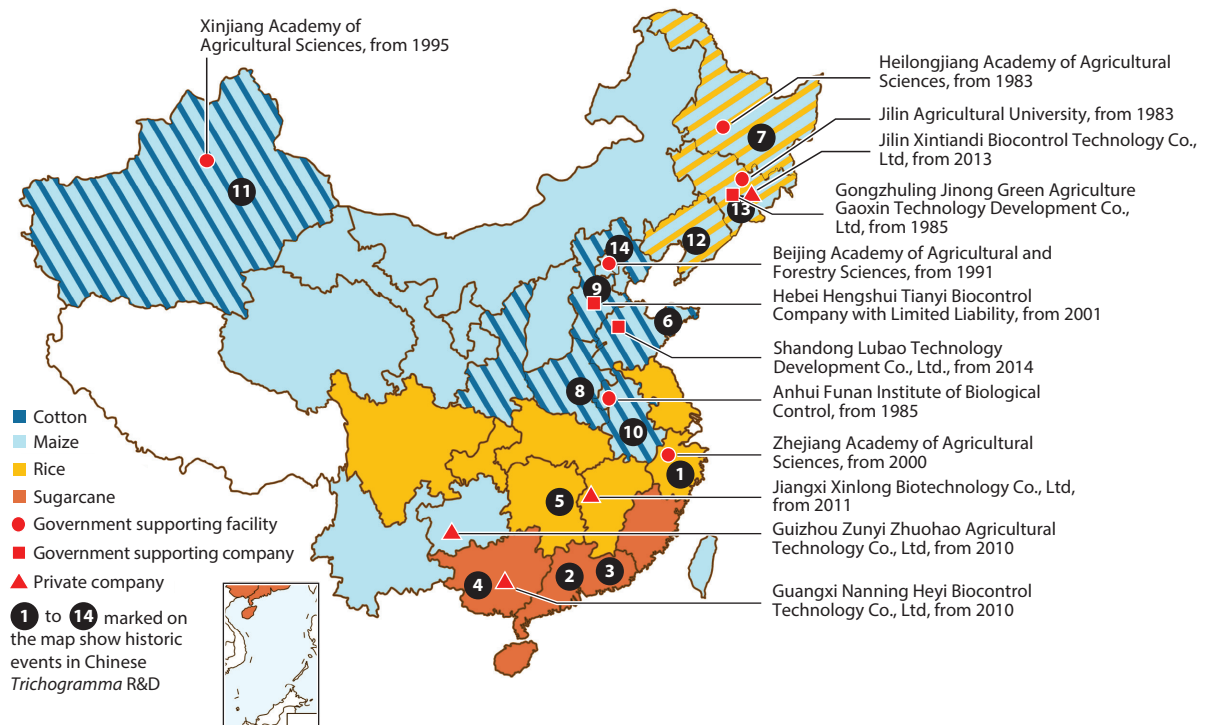 Xinjiang Academy of
Agricultural Sciences, from 1995
Heilongjiang Academy of Agricultural
Sciences, from 1983
Jilin Agricultural University, from 1983
Jilin Xintiandi Biocontrol Technology Co.,
Ltd, from 2013
Gongzhuling Jinong Green Agriculture
Gaoxin Technology Development Co.,
Ltd, from 1985
Beijing Academy of Agricultural and
Forestry Sciences, from 1991
Hebei Hengshui Tianyi Biocontrol
Company with Limited Liability, from 2001
Shandong Lubao Technology
Development Co., Ltd., from 2014
Anhui Funan Institute of Biological
Control, from 1985
Zhejiang Academy of Agricultural
Sciences, from 2000
Jiangxi Xinlong Biotechnology Co., Ltd,
from 2011
Guizhou Zunyi Zhuohao Agricultural
Technology Co., Ltd, from 2010
Guangxi Nanning Heyi Biocontrol
Technology Co., Ltd, from 2010
7
11
13
12
14
9
6
8
10
1
5
2
3
4
Cotton
Maize
Rice
Sugarcane
Government supporting facility
Government supporting company
Private company
1 to 14 marked on
the map show historic
events in Chinese
Trichogramma R&D